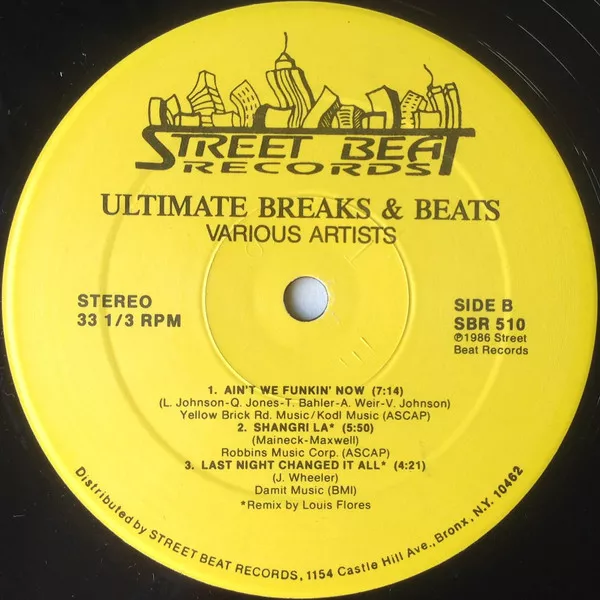 STREET BEAT
RECORDS
ULTIMATE BREAKS & BEATS
VARIOUS ARTISTS
STEREO
33 1/3 RPM
SIDE B
SBR 510
℗1986 Street
Beat Records
1. AIN'T WE FUNKIN' NOW (7:14)
(L. Johnson-Q. Jones-T. Bahler-A. Weir-V. Johnson)
Yellow Brick Rd. Music/Kodl Music (ASCAP)
2. SHANGRI LA* (5:50)
(Maineck-Maxwell)
Robbins Music Corp. (ASCAP)
3. LAST NIGHT CHANGED IT ALL* (4:21)
(J. Wheeler)
Damit Music (BMI)
*Remix by Louis Flores
Distributed by STREET BEAT RECORDS, 1154 Castle Hill Ave., Bronx, N.Y. 10462